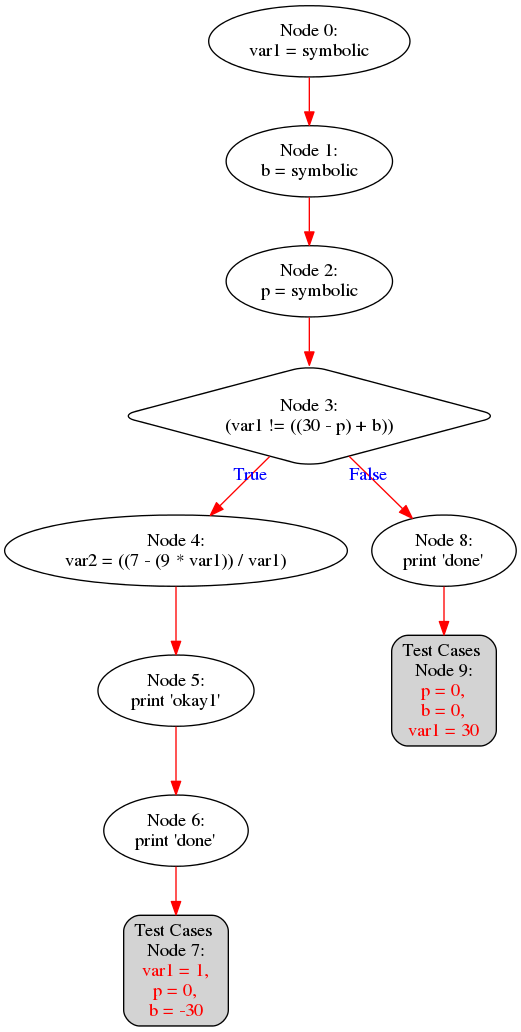 Node 0:
var1 = symbolic
Node 1:
b = symbolic
Node 2:
p = symbolic
Node 3:
(var1 != ((30 - p) + b))
True
False
Node 4:
var2 = ((7 - (9 * var1)) / var1)
Node 8:
print 'done'
Test Cases
Node 9:
p = 0,
b = 0,
var1 = 30
Node 5:
print 'okay1'
Node 6:
print 'done'
Test Cases
Node 7:
var1 = 1,
p = 0,
b = -30